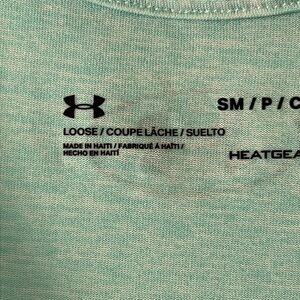 SM / P / C
LOOSE / COUPE LÂCHE / SUELTO
MADE IN HAITI / FABRIQUÉ À HAÏTI /
HECHO EN HAITÍ
HEATGEA